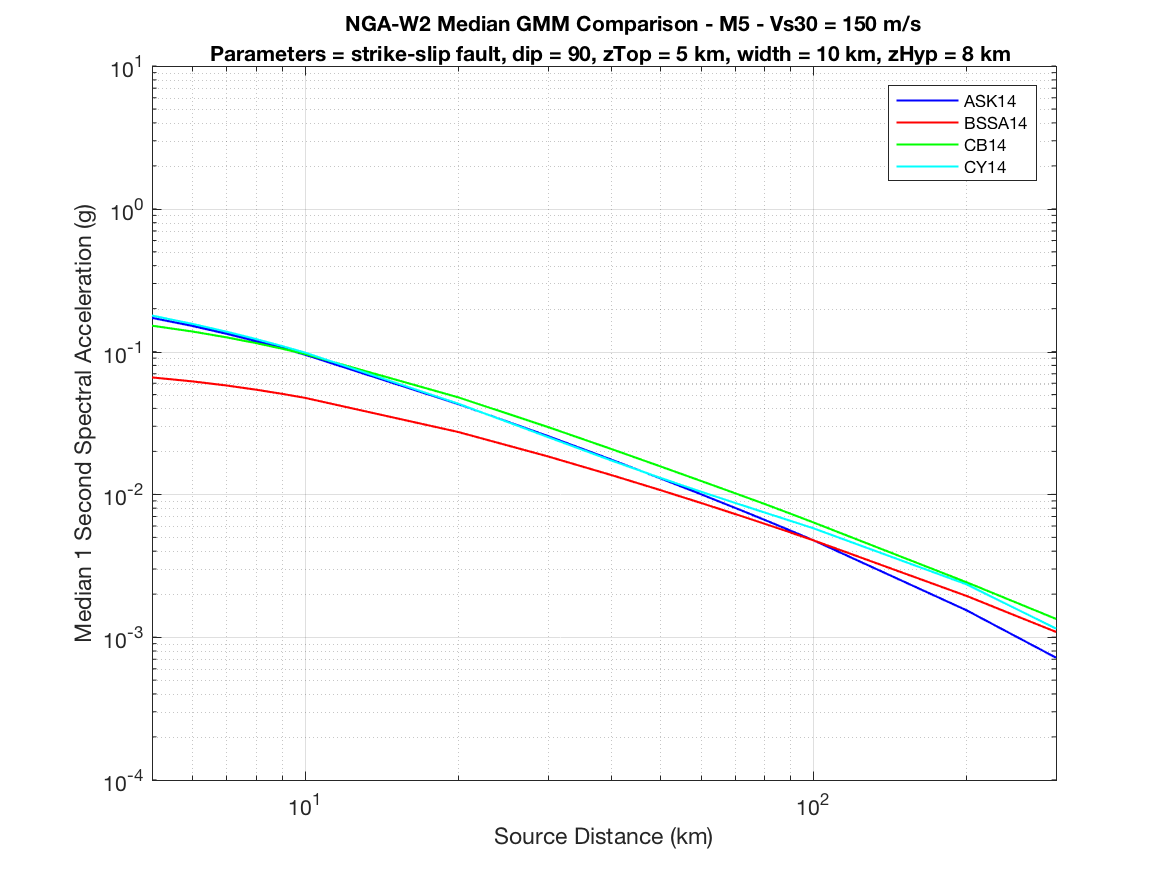 NGA-W2 Median GMM Comparison - M5 - Vs30 = 150 m/s
Parameters = strike-slip fault, dip = 90, zTop = 5 km, width = 10 km, zHyp = 8 km
ASK14
BSSA14
CB14
CY14
Median 1 Second Spectral Acceleration (g)
10^1
10^0
10^-1
10^-2
10^-3
10^-4
10^1
10^2
Source Distance (km)